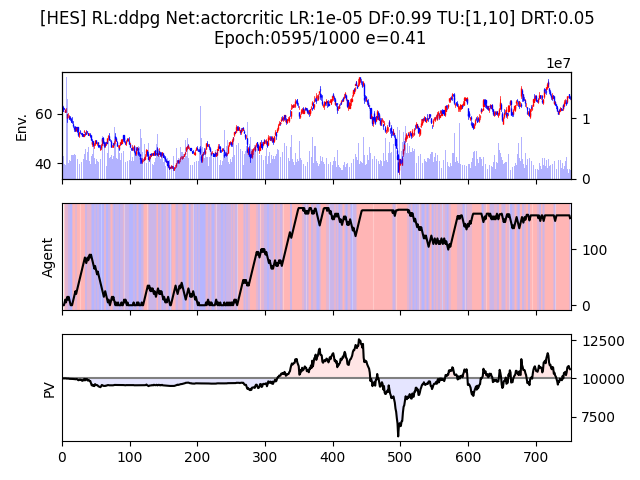 [HES] RL:ddpg Net:actorcritic LR:1e-05 DF:0.99 TU:[1,10] DRT:0.05
Epoch:0595/1000 e=0.41
1e7
Env.
60
40
1
0
Agent
100
0
PV
12500
10000
7500
0 100 200 300 400 500 600 700